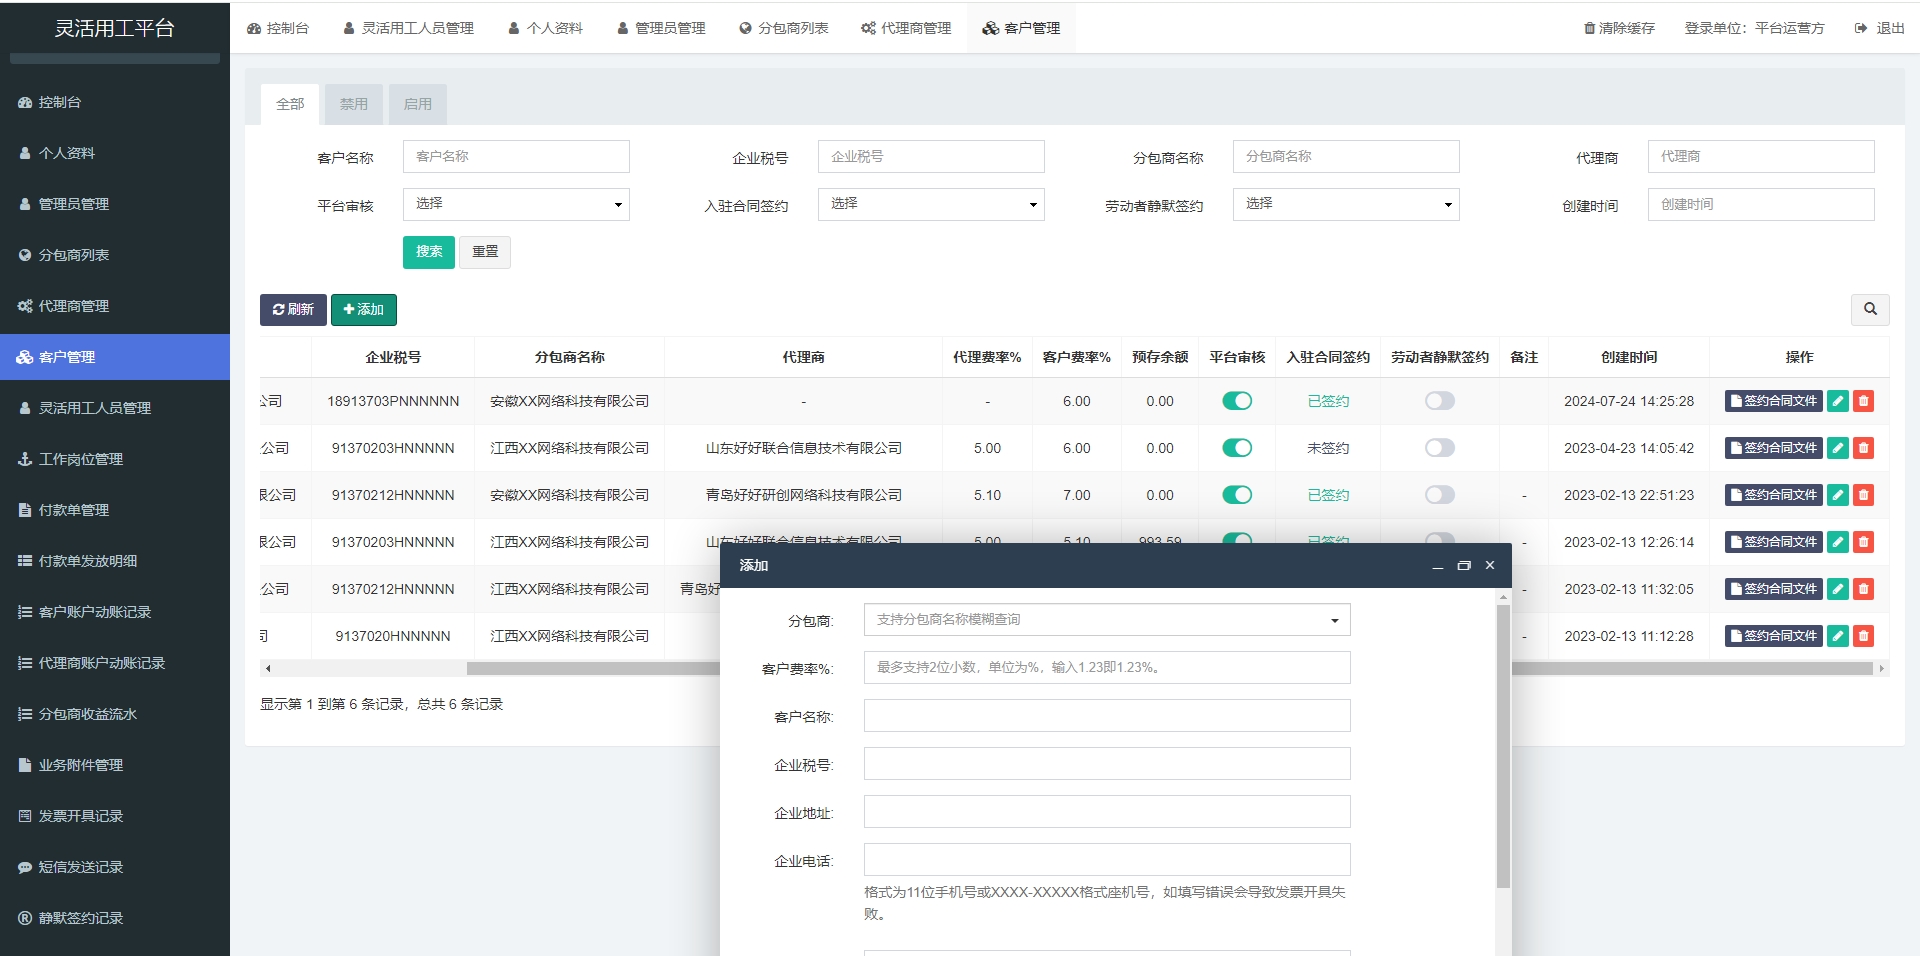 灵活用工平台
控制台 灵活用工人员管理 个人资料 管理员管理 分包商列表 代理商管理 客户管理 清除缓存 登录单位：平台运营方 退出
控制台
个人资料
管理员管理
分包商列表
代理商管理
客户管理
灵活用工人员管理
工作岗位管理
付款单管理
付款单发放明细
客户账户动账记录
代理商账户动账记录
分包商收益流水
业务附件管理
发票开具记录
短信发送记录
静默签约记录
全部 禁用 启用
客户名称 客户名称 企业税号 企业税号 分包商名称 分包商名称 代理商 代理商
平台审核 选择 入驻合同签约 选择 劳动者静默签约 选择 创建时间 创建时间
搜索 重置
刷新 添加
企业税号 分包商名称 代理商 代理费率% 客户费率% 预存余额 平台审核 入驻合同签约 劳动者静默签约 备注 创建时间 操作
公司 18913703PNNNNNN 安徽XX网络科技有限公司 - - 6.00 0.00 已签约 2024-07-24 14:25:28 签约合同文件
公司 91370203HNNNNN 江西XX网络科技有限公司 山东好好联合信息技术有限公司 5.00 6.00 0.00 未签约 2023-04-23 14:05:42 签约合同文件
限公司 91370212HNNNNN 安徽XX网络科技有限公司 青岛好好研创网络科技有限公司 5.10 7.00 0.00 已签约 - 2023-02-13 22:51:23 签约合同文件
限公司 91370203HNNNNN 江西XX网络科技有限公司 山东好好联合信息技术有限公司 5.00 5.10 993.59 已签约 2023-02-13 12:26:14 签约合同文件
公司 91370212HNNNNN 江西XX网络科技有限公司 青岛好 - 2023-02-13 11:32:05 签约合同文件
司 9137020HNNNNN 江西XX网络科技有限公司 - 2023-02-13 11:12:28 签约合同文件
显示第 1 到第 6 条记录，总共 6 条记录
添加
分包商: 支持分包商名称模糊查询
客户费率%: 最多支持2位小数，单位为%，输入1.23即1.23%。
客户名称:
企业税号:
企业地址:
企业电话:
格式为11位手机号或XXXX-XXXXX格式座机号，如填写错误会导致发票开具失
败。